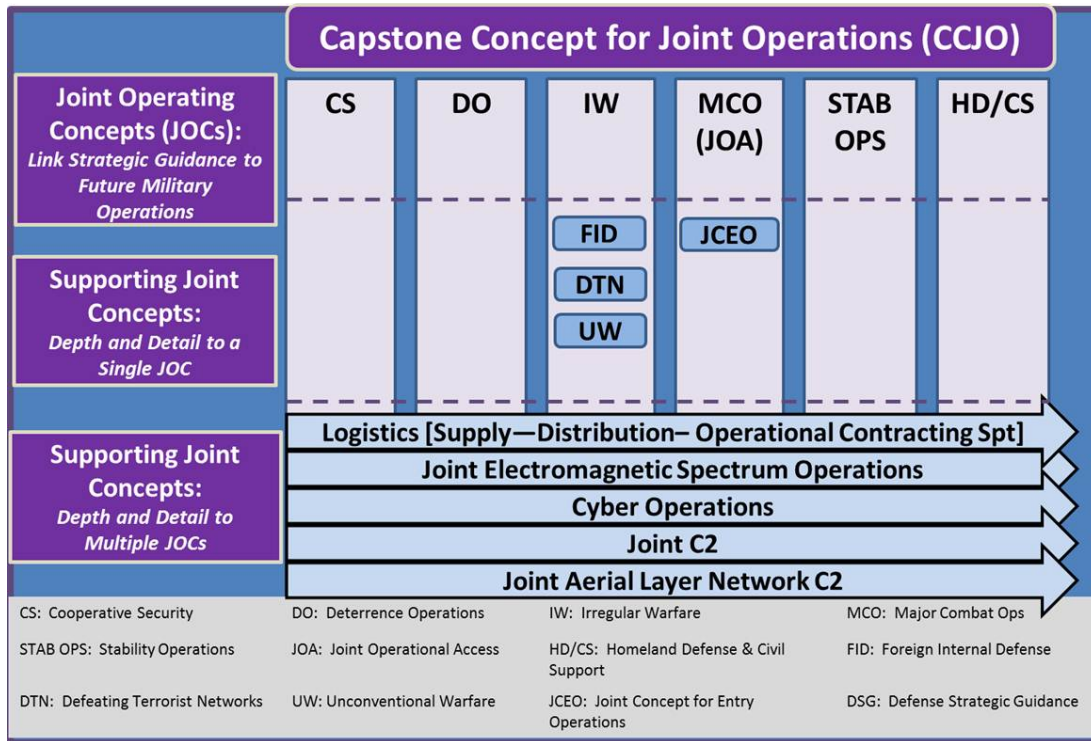 Capstone Concept for Joint Operations (CCJO)
Joint Operating
Concepts (JOCs):
Link Strategic Guidance to
Future Military
Operations
CS
DO
IW
MCO
(JOA)
STAB
OPS
HD/CS
FID
JCEO
DTN
UW
Supporting Joint
Concepts:
Depth and Detail to a
Single JOC
Supporting Joint
Concepts:
Depth and Detail to
Multiple JOCs
Logistics [Supply—Distribution– Operational Contracting Spt]
Joint Electromagnetic Spectrum Operations
Cyber Operations
Joint C2
Joint Aerial Layer Network C2
CS: Cooperative Security
DO: Deterrence Operations
IW: Irregular Warfare
MCO: Major Combat Ops
STAB OPS: Stability Operations
JOA: Joint Operational Access
HD/CS: Homeland Defense & Civil
Support
FID: Foreign Internal Defense
DTN: Defeating Terrorist Networks
UW: Unconventional Warfare
JCEO: Joint Concept for Entry
Operations
DSG: Defense Strategic Guidance